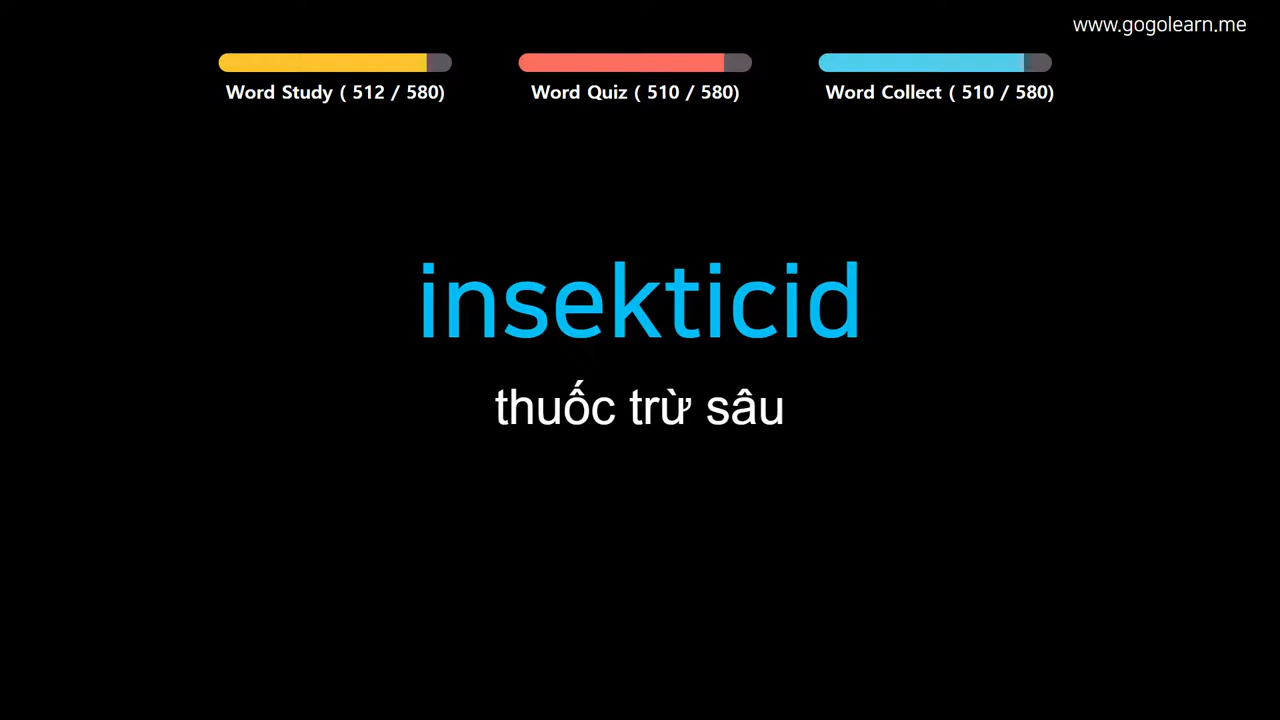 www.gogolearn.me
Word Study ( 512 / 580)
Word Quiz ( 510 / 580)
Word Collect ( 510 / 580)
insekticid
thuốc trừ sâu